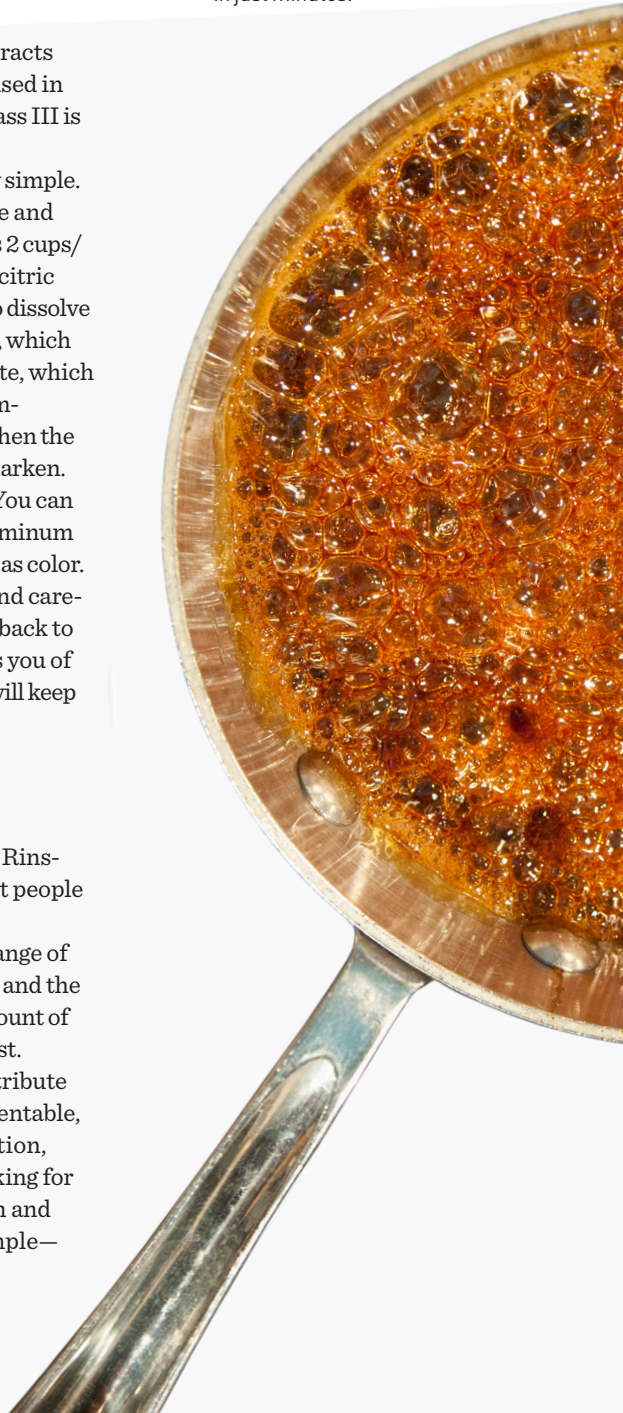 in just minutes.
racts
sed in
ass III is
simple.
e and
s 2 cups/
citric
o dissolve
, which
te, which
n-
hen the
arken.
You can
minum
as color.
nd care-
back to
s you of
vill keep
Rins-
t people
ange of
and the
ount of
st.
tribute
entable,
tion,
king for
n and
nple—